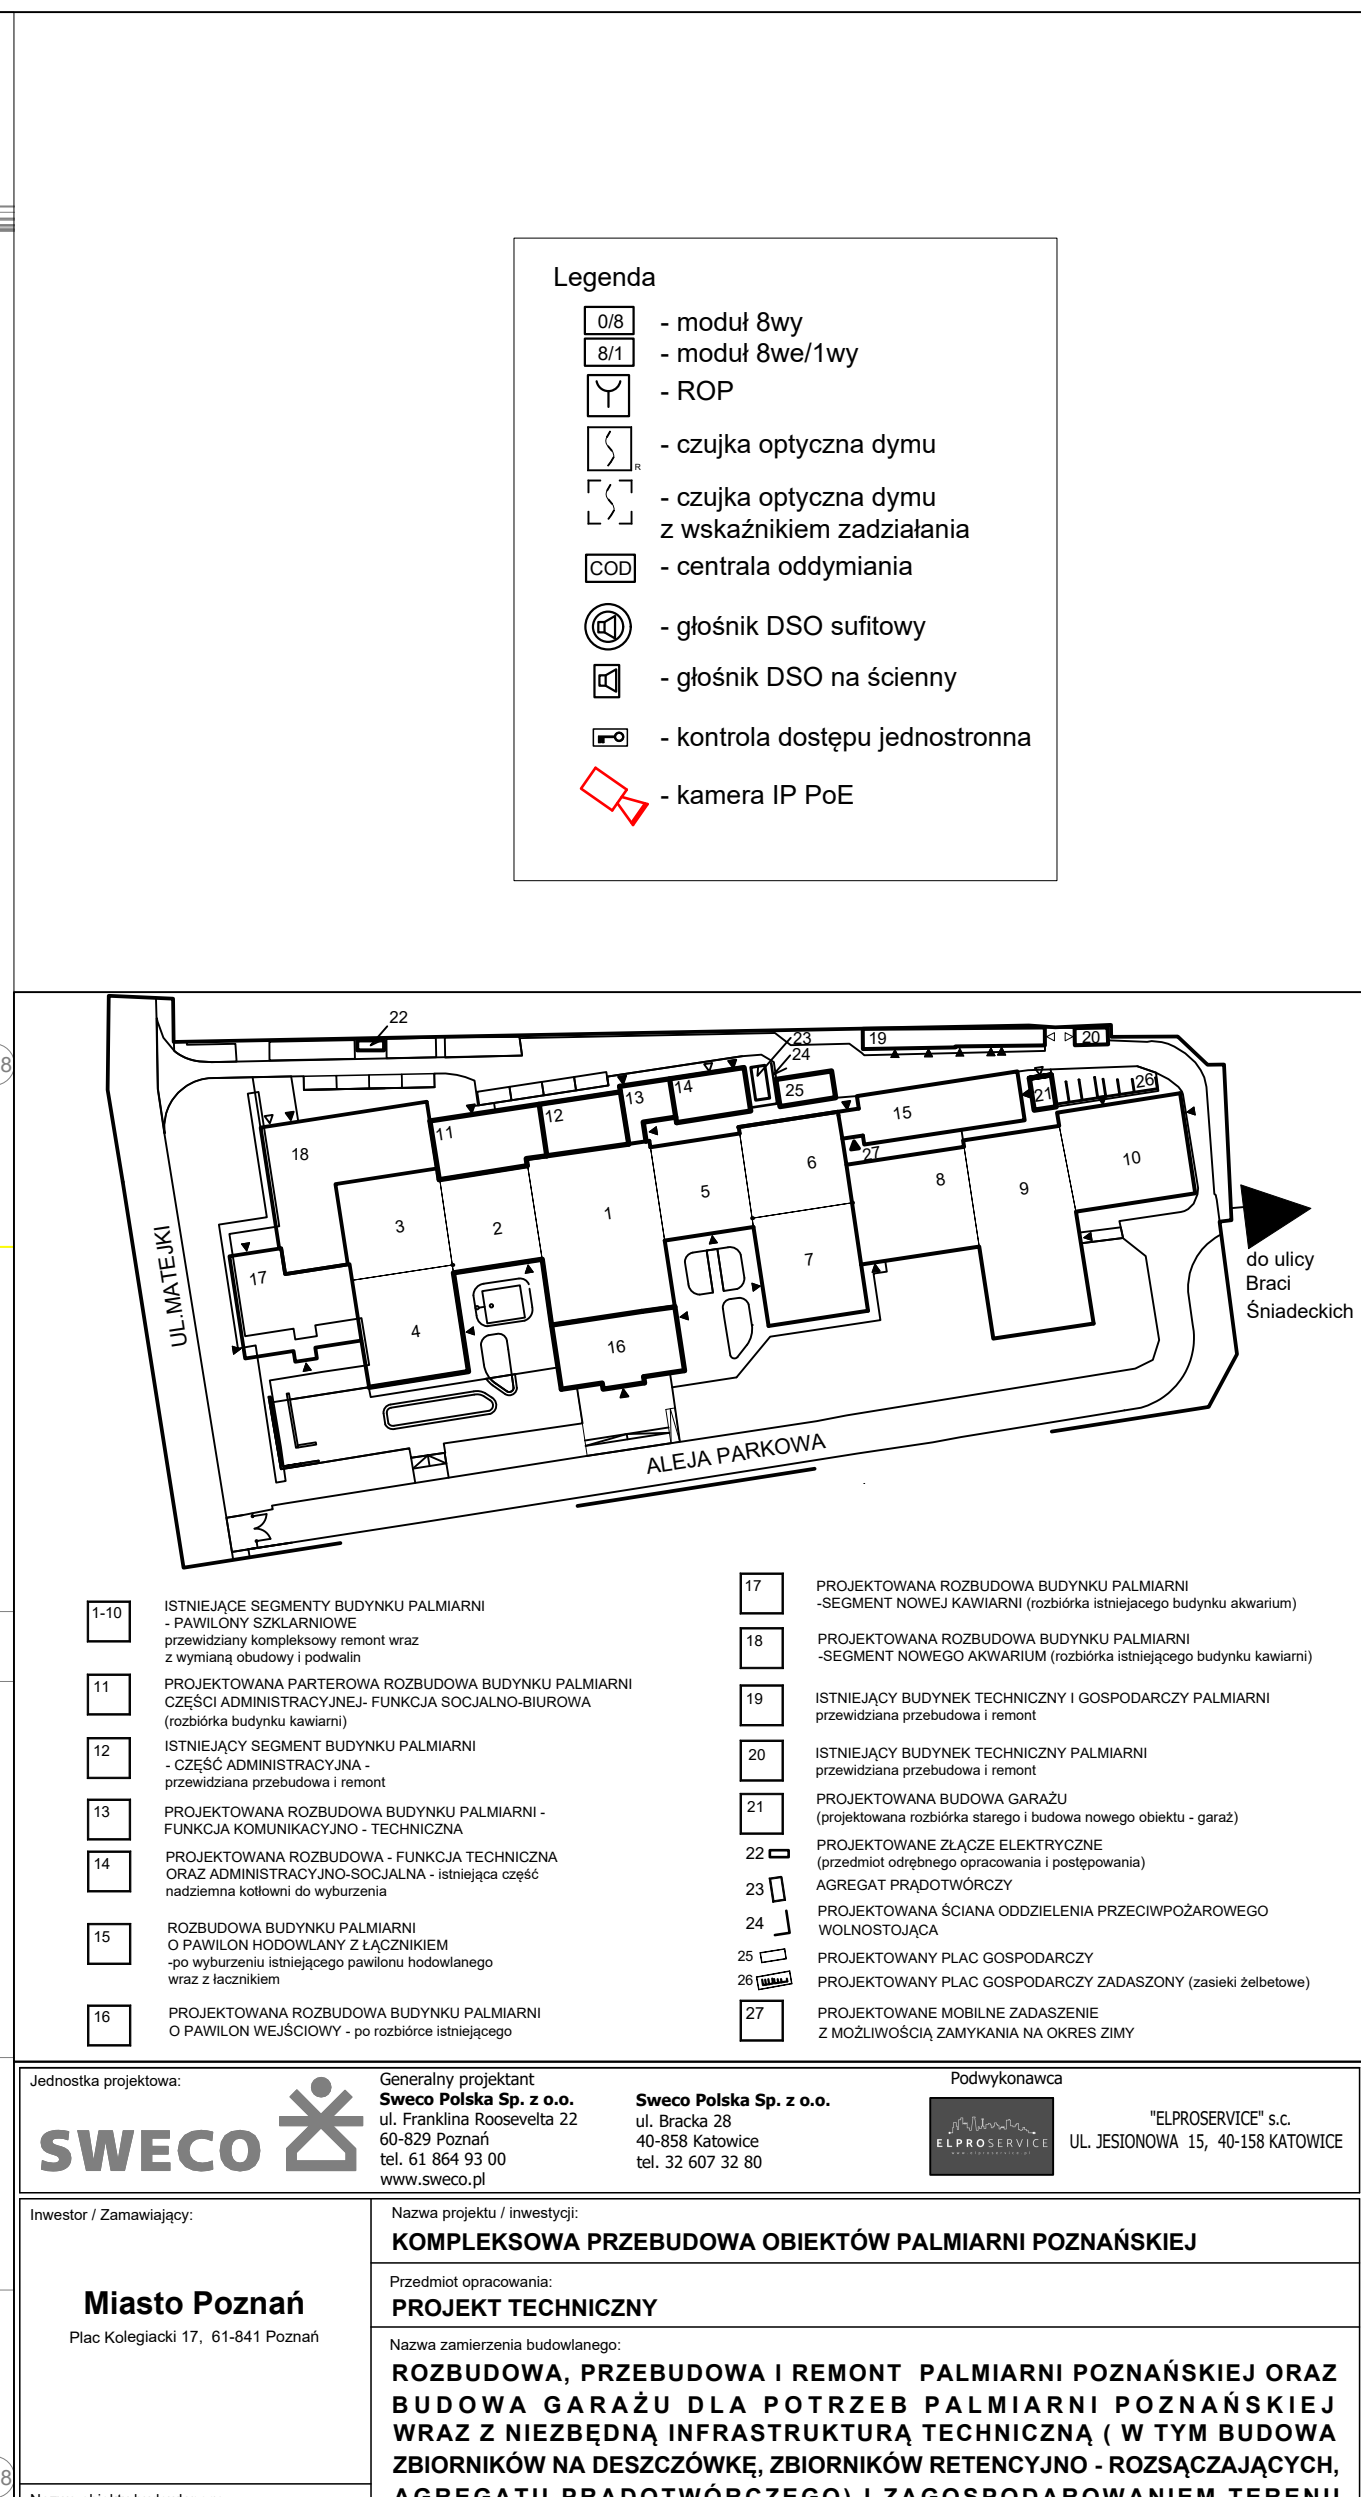 Legenda
0/8 - moduł 8wy
8/1 - moduł 8we/1wy
- ROP
R - czujka optyczna dymu
- czujka optyczna dymu
z wskaźnikiem zadziałania
COD - centrala oddymiania
- głośnik DSO sufitowy
- głośnik DSO na ścienny
- kontrola dostępu jednostronna
- kamera IP PoE
8
22
23
24
19
20
14
13
25
21
26
12
11
15
18
27
6
8
10
9
5
3
2
1
7
17
4
16
UL.MATEJKI
ALEJA PARKOWA
do ulicy
Braci
Śniadeckich
1-10
ISTNIEJĄCE SEGMENTY BUDYNKU PALMIARNI
- PAWILONY SZKLARNIOWE
przewidziany kompleksowy remont wraz
z wymianą obudowy i podwalin
11
PROJEKTOWANA PARTEROWA ROZBUDOWA BUDYNKU PALMIARNI
CZĘŚCI ADMINISTRACYJNEJ- FUNKCJA SOCJALNO-BIUROWA
(rozbiórka budynku kawiarni)
12
ISTNIEJĄCY SEGMENT BUDYNKU PALMIARNI
- CZĘŚĆ ADMINISTRACYJNA -
przewidziana przebudowa i remont
13
PROJEKTOWANA ROZBUDOWA BUDYNKU PALMIARNI -
FUNKCJA KOMUNIKACYJNO - TECHNICZNA
14
PROJEKTOWANA ROZBUDOWA - FUNKCJA TECHNICZNA
ORAZ ADMINISTRACYJNO-SOCJALNA - istniejąca część
nadziemna kotłowni do wyburzenia
15
ROZBUDOWA BUDYNKU PALMIARNI
O PAWILON HODOWLANY Z ŁĄCZNIKIEM
-po wyburzeniu istniejącego pawilonu hodowlanego
wraz z łacznikiem
16
PROJEKTOWANA ROZBUDOWA BUDYNKU PALMIARNI
O PAWILON WEJŚCIOWY - po rozbiórce istniejącego
17
PROJEKTOWANA ROZBUDOWA BUDYNKU PALMIARNI
-SEGMENT NOWEJ KAWIARNI (rozbiórka istniejacego budynku akwarium)
18
PROJEKTOWANA ROZBUDOWA BUDYNKU PALMIARNI
-SEGMENT NOWEGO AKWARIUM (rozbiórka istniejącego budynku kawiarni)
19
ISTNIEJĄCY BUDYNEK TECHNICZNY I GOSPODARCZY PALMIARNI
przewidziana przebudowa i remont
20
ISTNIEJĄCY BUDYNEK TECHNICZNY PALMIARNI
przewidziana przebudowa i remont
21
PROJEKTOWANA BUDOWA GARAŻU
(projektowana rozbiórka starego i budowa nowego obiektu - garaż)
22
PROJEKTOWANE ZŁĄCZE ELEKTRYCZNE
(przedmiot odrębnego opracowania i postępowania)
23 AGREGAT PRĄDOTWÓRCZY
24
PROJEKTOWANA ŚCIANA ODDZIELENIA PRZECIWPOŻAROWEGO
WOLNOSTOJĄCA
25 PROJEKTOWANY PLAC GOSPODARCZY
26 PROJEKTOWANY PLAC GOSPODARCZY ZADASZONY (zasieki żelbetowe)
27
PROJEKTOWANE MOBILNE ZADASZENIE
Z MOŻLIWOŚCIĄ ZAMYKANIA NA OKRES ZIMY
Jednostka projektowa:
SWECO
Generalny projektant
Sweco Polska Sp. z o.o.
ul. Franklina Roosevelta 22
60-829 Poznań
tel. 61 864 93 00
www.sweco.pl
Sweco Polska Sp. z o.o.
ul. Bracka 28
40-858 Katowice
tel. 32 607 32 80
Podwykonawca
ELPROSERVICE
"ELPROSERVICE" s.c.
UL. JESIONOWA 15, 40-158 KATOWICE
Inwestor / Zamawiający:
Miasto Poznań
Plac Kolegiacki 17, 61-841 Poznań
Nazwa projektu / inwestycji:
KOMPLEKSOWA PRZEBUDOWA OBIEKTÓW PALMIARNI POZNAŃSKIEJ
Przedmiot opracowania:
PROJEKT TECHNICZNY
Nazwa zamierzenia budowlanego:
ROZBUDOWA, PRZEBUDOWA I REMONT PALMIARNI POZNAŃSKIEJ ORAZ
BUDOWA GARAŻU DLA POTRZEB PALMIARNI POZNAŃSKIEJ
WRAZ Z NIEZBĘDNĄ INFRASTRUKTURĄ TECHNICZNĄ ( W TYM BUDOWA
ZBIORNIKÓW NA DESZCZÓWKĘ, ZBIORNIKÓW RETENCYJNO - ROZSĄCZAJĄCYCH,
AGREGATU PRĄDOTWÓRCZEGO) I ZAGOSPODAROWANIEM TERENU
8